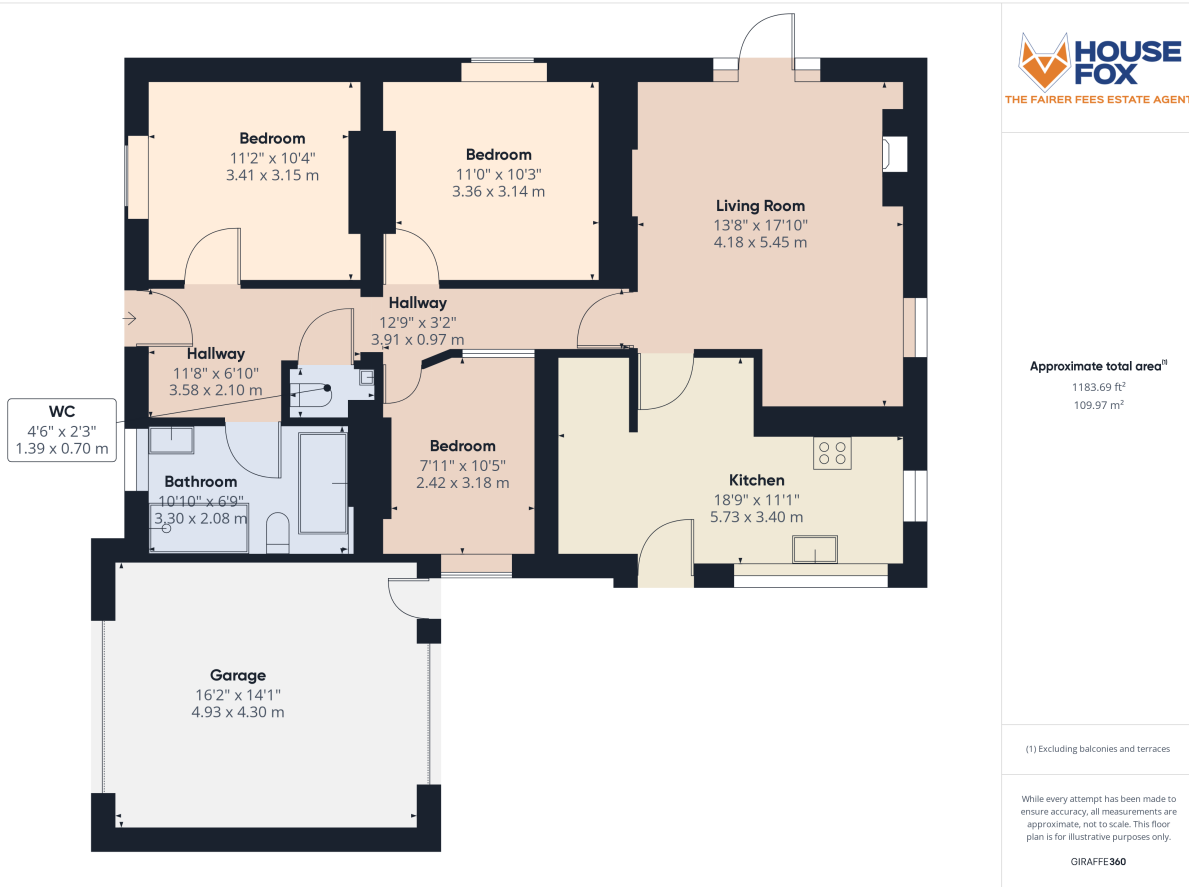 Bedroom
11'2" x 10'4"
3.41 x 3.15 m
Bedroom
11'0" x 10'3"
3.36 x 3.14 m
Living Room
13'8" x 17'10"
4.18 x 5.45 m
Hallway
12'9" x 3'2"
3.91 x 0.97 m
Hallway
11'8" x 6'10"
3.58 x 2.10 m
WC
4'6" x 2'3"
1.39 x 0.70 m
Bathroom
10'10" x 6'9"
3.30 x 2.08 m
Bedroom
7'11" x 10'5"
2.42 x 3.18 m
Kitchen
18'9" x 11'1"
5.73 x 3.40 m
Garage
16'2" x 14'1"
4.93 x 4.30 m
HOUSE
FOX
THE FAIRER FEES ESTATE AGENT
Approximate total area(1)
1183.69 ft²
109.97 m²
(1) Excluding balconies and terraces
While every attempt has been made to
ensure accuracy, all measurements are
approximate, not to scale. This floor
plan is for illustrative purposes only.
GIRAFFE360